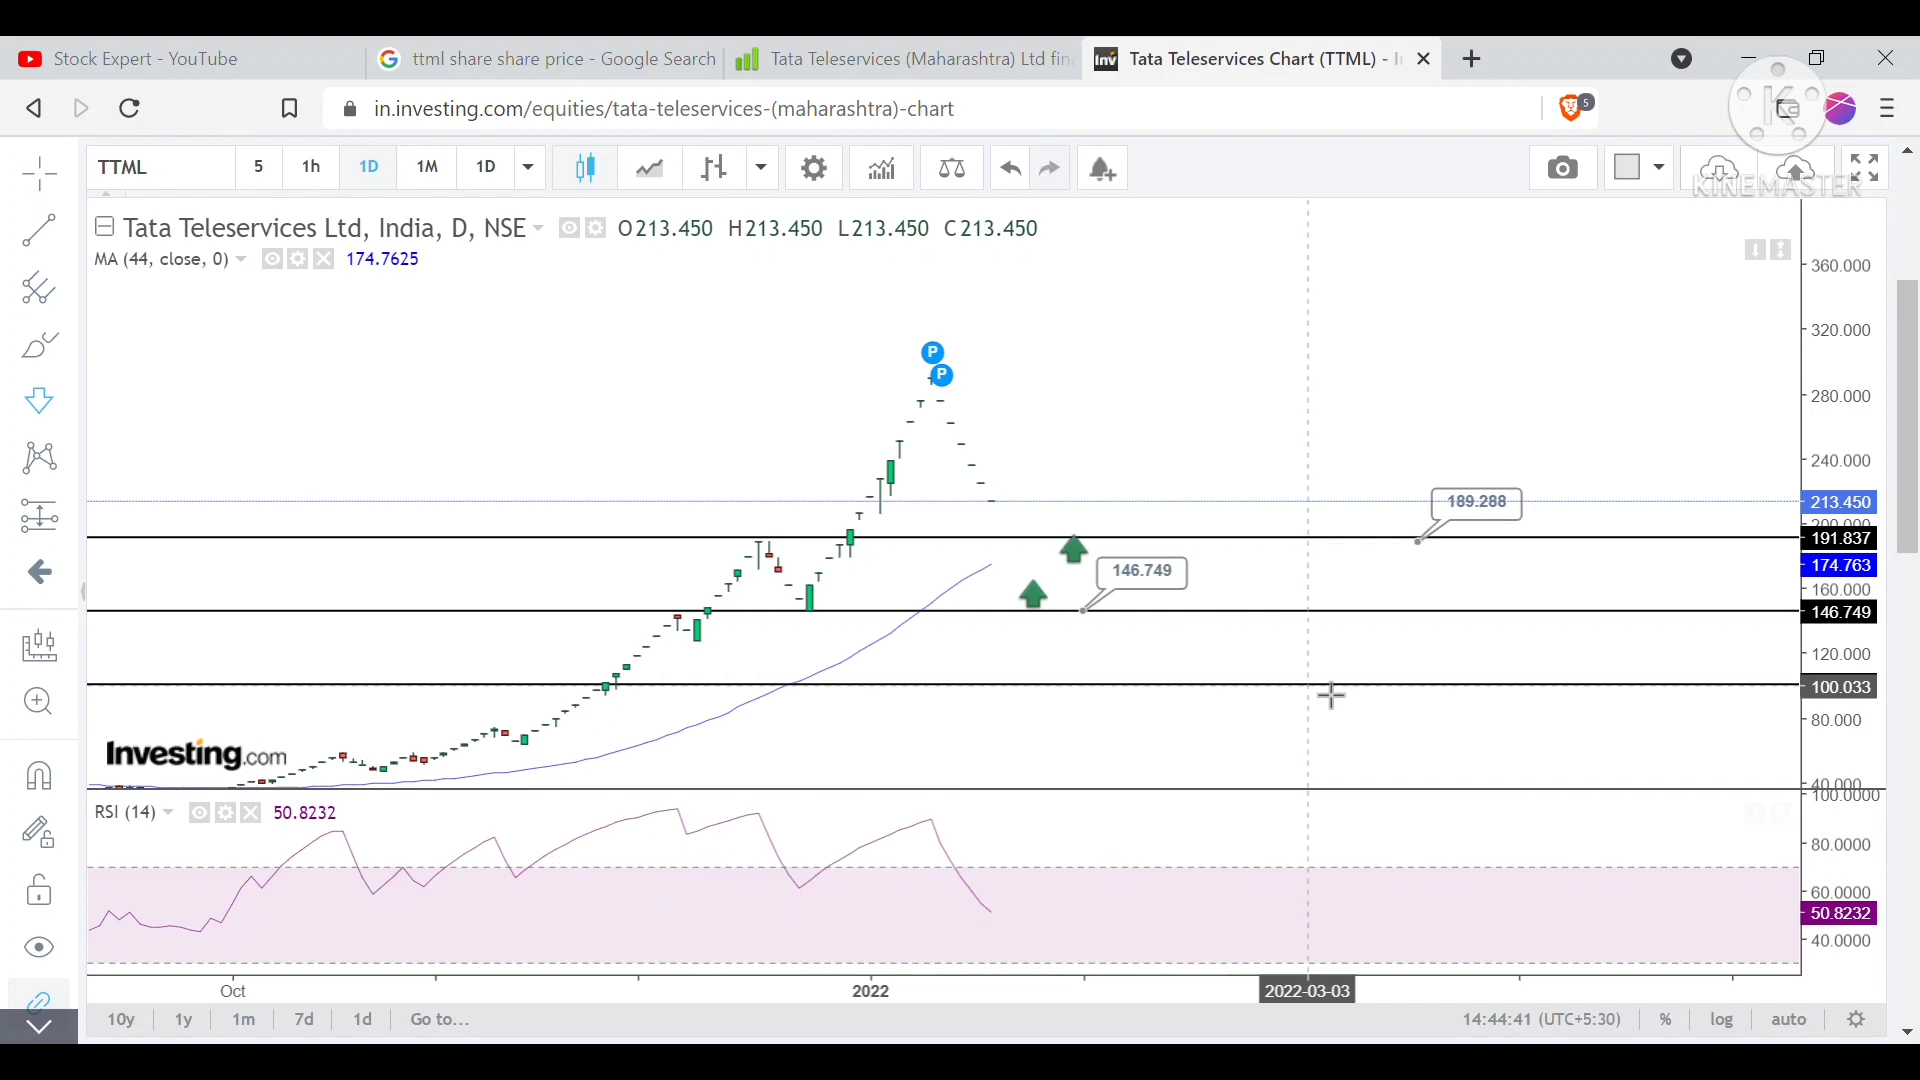 Stock Expert - YouTube
ttml share share price - Google Search
Tata Teleservices (Maharashtra) Ltd fin
Tata Teleservices Chart (TTML) - I
in.investing.com/equities/tata-teleservices-(maharashtra)-chart
5
K
KINEMASTER
TTML
5
1h
1D
1M
1D
Tata Teleservices Ltd, India, D, NSE
O213.450 H213.450 L213.450 C213.450
MA (44, close, 0)
174.7625
P
P
189.288
146.749
360.000
320.000
280.000
240.000
213.450
200.000
191.837
174.763
160.000
146.749
120.000
100.033
80.000
40.000
Investing.com
RSI (14)
50.8232
100.0000
80.0000
60.0000
50.8232
40.0000
Oct
2022
2022-03-03
10y
1y
1m
7d
1d
Go to...
14:44:41 (UTC+5:30)
%
log
auto